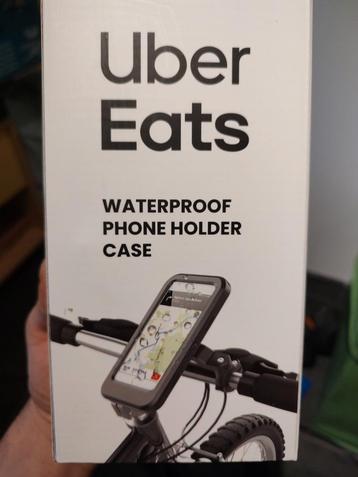 Uber
Eats
WATERPROOF
PHONE HOLDER
CASE